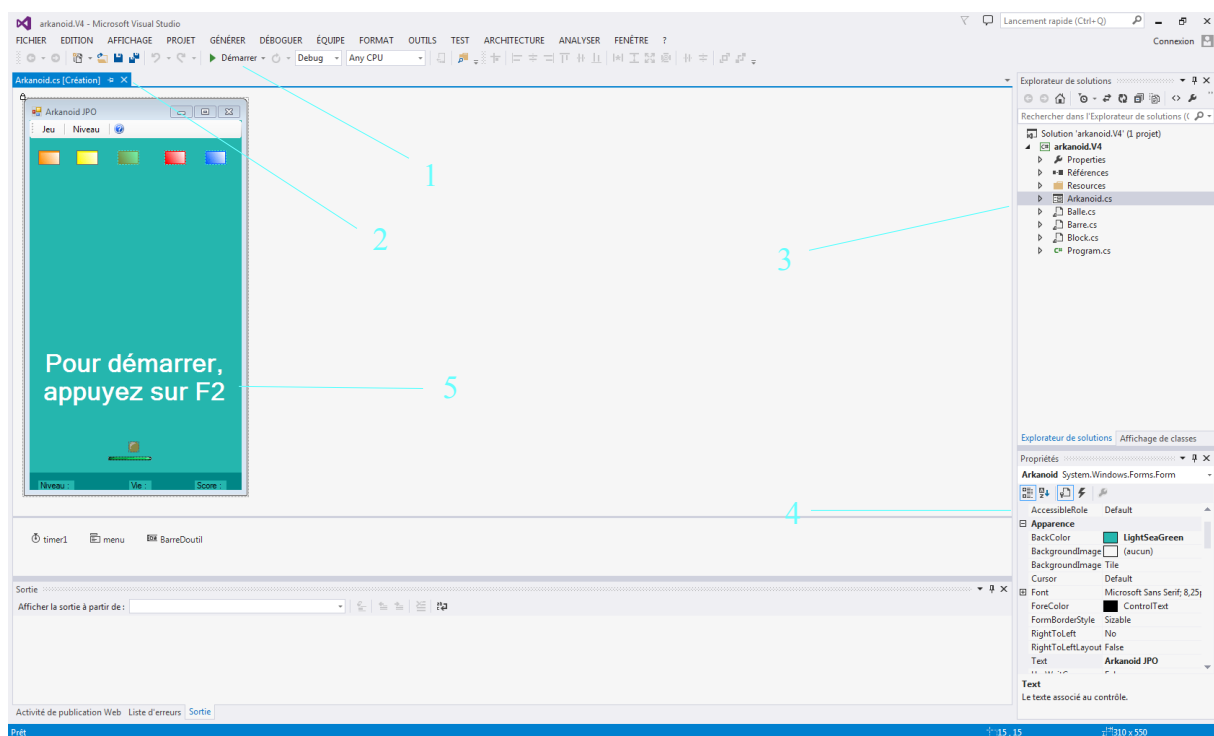 arkanoid.V4 - Microsoft Visual Studio
Lancement rapide (Ctrl+Q)
FICHIER EDITION AFFICHAGE PROJET GÉNÉRER DÉBOGUER ÉQUIPE FORMAT OUTILS TEST ARCHITECTURE ANALYSER FENÊTRE ?
Connexion
Démarrer Debug Any CPU
Arkanoid.cs [Création]
Arkanoid JPO
Jeu Niveau
Pour démarrer,
appuyez sur F2
Niveau : Vie : Score :
1
2
3
4
5
timer1 menu BarreDoutil
Sortie
Afficher la sortie à partir de :
Activité de publication Web Liste d'erreurs Sortie
Explorateur de solutions
Rechercher dans l'Explorateur de solutions ((
Solution 'arkanoid.V4' (1 projet)
arkanoid.V4
Properties
Références
Resources
Arkanoid.cs
Balle.cs
Barre.cs
Block.cs
Program.cs
Explorateur de solutions Affichage de classes
Propriétés
Arkanoid System.Windows.Forms.Form
AccessibleRole Default
Apparence
BackColor LightSeaGreen
BackgroundImage (aucun)
BackgroundImage Tile
Cursor Default
Font Microsoft Sans Serif; 8,25p
ForeColor ControlText
FormBorderStyle Sizable
RightToLeft No
RightToLeftLayout False
Text Arkanoid JPO
Text
Le texte associé au contrôle.
Prêt 15 , 15 310 x 550